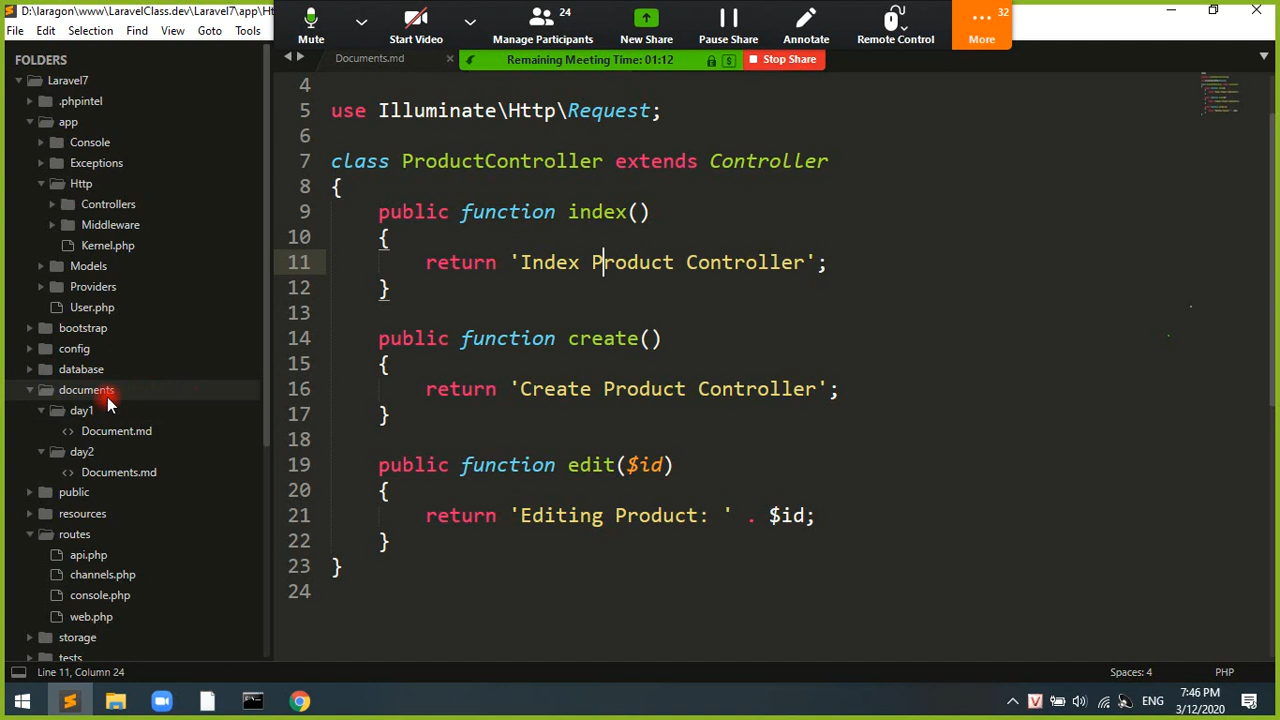 D:\laragon\www\LaravelClass.dev\Laravel7\app\Ht
File Edit Selection Find View Goto Tools
Mute
Start Video
24
Manage Participants
New Share
Pause Share
Annotate
Remote Control
32
More
Remaining Meeting Time: 01:12
Stop Share
Documents.md
FOLDERS
Laravel7
.phpintel
app
Console
Exceptions
Http
Controllers
Middleware
Kernel.php
Models
Providers
User.php
bootstrap
config
database
documents
day1
Document.md
day2
Documents.md
public
resources
routes
api.php
channels.php
console.php
web.php
storage
tests
4
5 use Illuminate\Http\Request;
6
7 class ProductController extends Controller
8 {
9 public function index()
10 {
11 return 'Index Product Controller';
12 }
13
14 public function create()
15 {
16 return 'Create Product Controller';
17 }
18
19 public function edit($id)
20 {
21 return 'Editing Product: ' . $id;
22 }
23 }
24
Line 11, Column 24
Spaces: 4
PHP
ENG
7:46 PM
3/12/2020